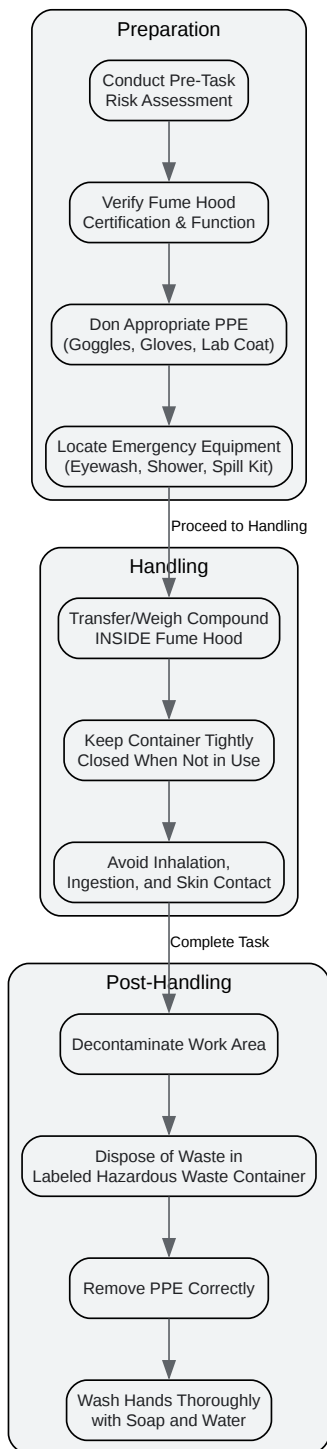 Preparation
Conduct Pre-Task
Risk Assessment
Verify Fume Hood
Certification & Function
Don Appropriate PPE
(Goggles, Gloves, Lab Coat)
Locate Emergency Equipment
(Eyewash, Shower, Spill Kit)
Proceed to Handling
Handling
Transfer/Weigh Compound
INSIDE Fume Hood
Keep Container Tightly
Closed When Not in Use
Avoid Inhalation,
Ingestion, and Skin Contact
Complete Task
Post-Handling
Decontaminate Work Area
Dispose of Waste in
Labeled Hazardous Waste Container
Remove PPE Correctly
Wash Hands Thoroughly
with Soap and Water